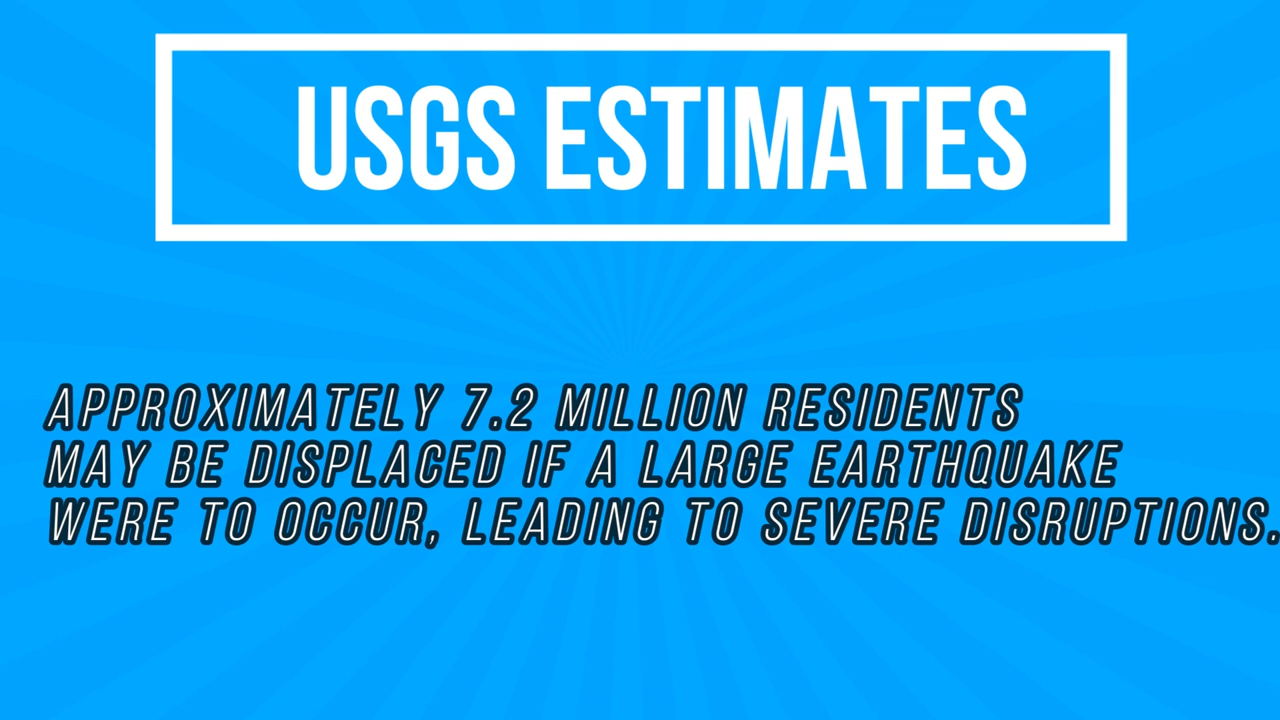 USGS ESTIMATES
APPROXIMATELY 7.2 MILLION RESIDENTS
MAY BE DISPLACED IF A LARGE EARTHQUAKE
WERE TO OCCUR, LEADING TO SEVERE DISRUPTIONS.